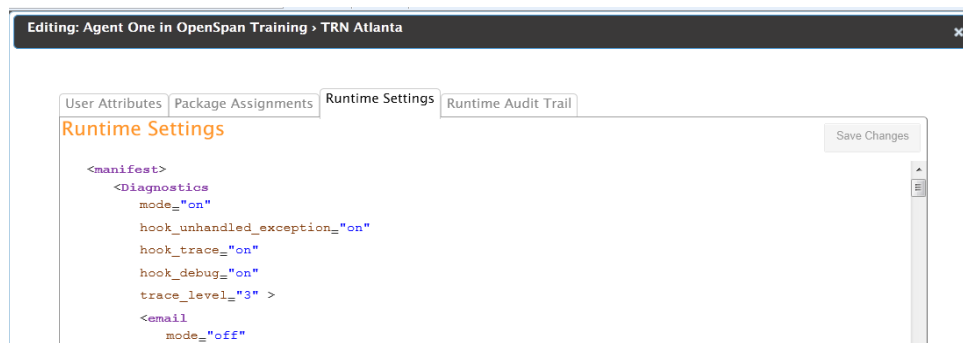 Editing: Agent One in OpenSpan Training › TRN Atlanta
×
User Attributes
Package Assignments
Runtime Settings
Runtime Audit Trail
Runtime Settings
Save Changes
<manifest>
<Diagnostics
mode="on"
hook_unhandled_exception="on"
hook_trace="on"
hook_debug="on"
trace_level="3" >
<email
mode="off"